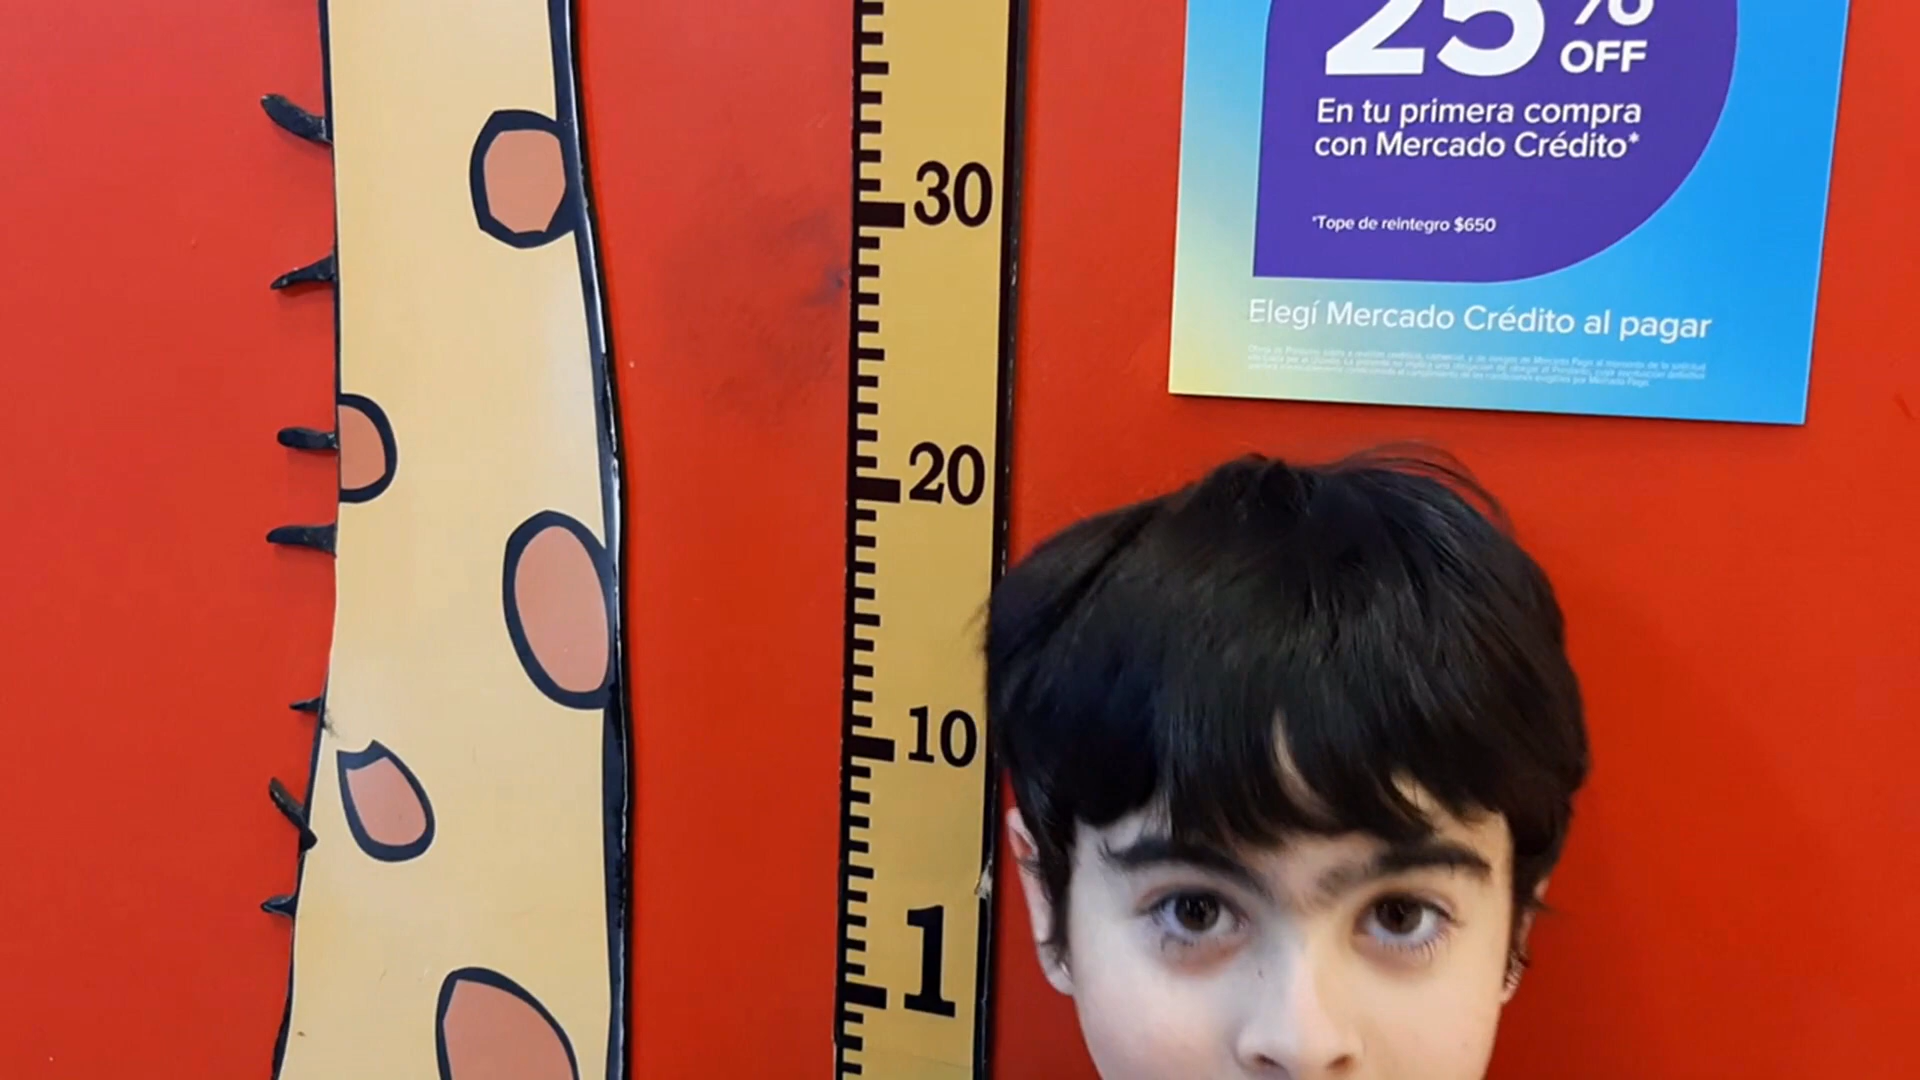 30
20
10
1
25%
OFF
En tu primera compra
con Mercado Crédito*
*Tope de reintegro $650
Elegí Mercado Crédito al pagar